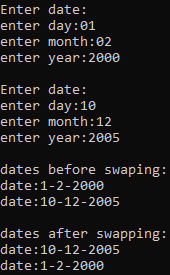 Enter date:
enter day:01
enter month:02
enter year:2000
Enter date:
enter day:10
enter month:12
enter year:2005
dates before swaping:
date:1-2-2000
date:10-12-2005
dates after swapping:
date:10-12-2005
date:1-2-2000